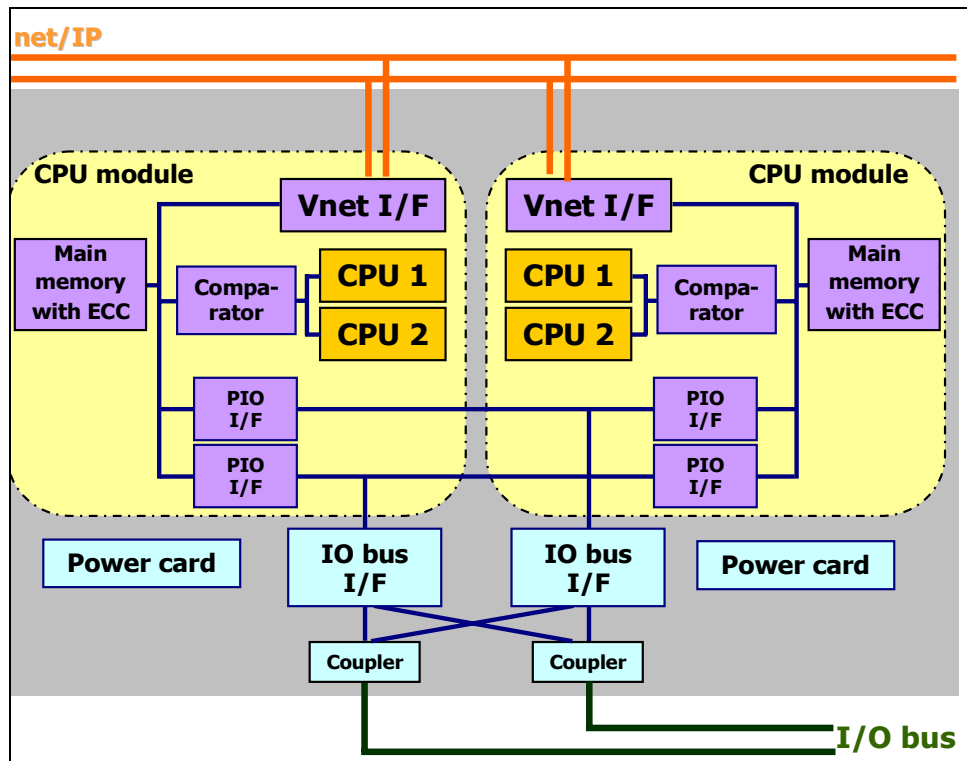 net/IP
CPU module
CPU module
Vnet I/F
Vnet I/F
Main
memory
with ECC
Compa-
rator
CPU 1
CPU 2
CPU 1
CPU 2
Compa-
rator
Main
memory
with ECC
PIO
I/F
PIO
I/F
PIO
I/F
PIO
I/F
Power card
IO bus
I/F
IO bus
I/F
Power card
Coupler
Coupler
I/O bus